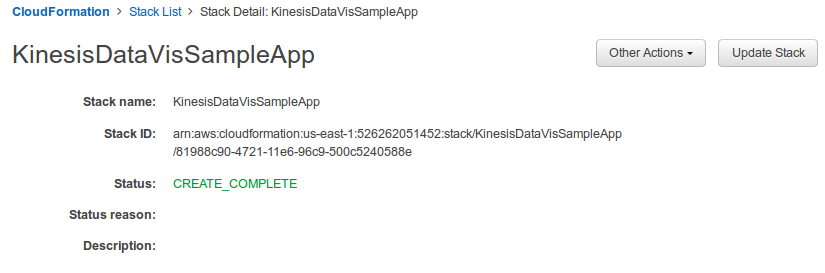 CloudFormation > Stack List > Stack Detail: KinesisDataVisSampleApp
KinesisDataVisSampleApp
Other Actions
Update Stack
Stack name: KinesisDataVisSampleApp
Stack ID: arn:aws:cloudformation:us-east-1:526262051452:stack/KinesisDataVisSampleApp
/81988c90-4721-11e6-96c9-500c5240588e
Status: CREATE_COMPLETE
Status reason:
Description: